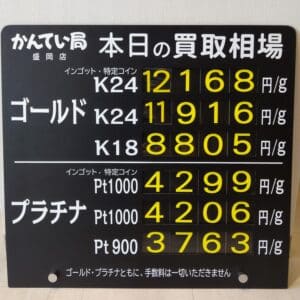 かんてい局 本日の買取相場
盛岡店
インゴット・特定コイン
K24 12168 円/g
ゴールド K24 11916 円/g
K18 8805 円/g
インゴット・特定コイン
Pt1000 4299 円/g
プラチナ Pt1000 4206 円/g
Pt900 3763 円/g
ゴールド・プラチナともに、手数料は一切いただきません